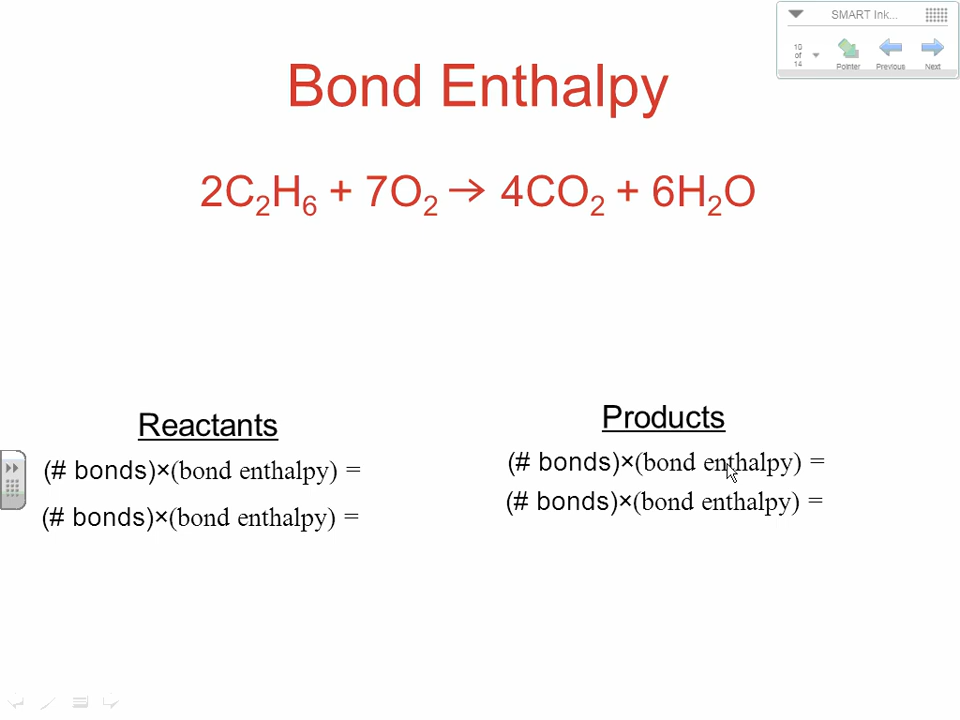 SMART Ink...
10
of
14
Pointer
Previous
Next
Bond Enthalpy
2C₂H₆ + 7O₂ → 4CO₂ + 6H₂O
Reactants
(# bonds)×(bond enthalpy) =
(# bonds)×(bond enthalpy) =
Products
(# bonds)×(bond enthalpy) =
(# bonds)×(bond enthalpy) =